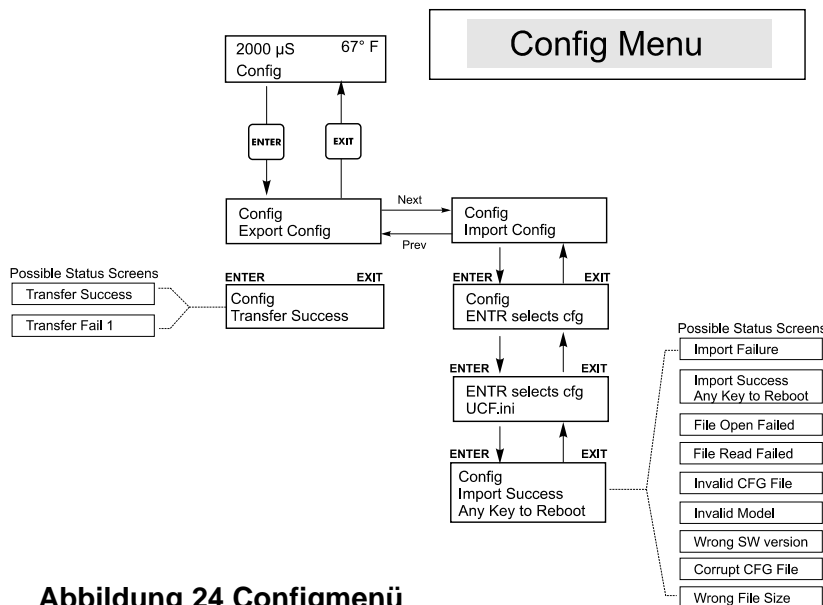 Config Menu
2000 µS 67° F
Config
ENTER EXIT
Config
Export Config
Next
Prev
Config
Import Config
Possible Status Screens
Transfer Success
Transfer Fail 1
ENTER EXIT
Config
Transfer Success
ENTER EXIT
Config
ENTR selects cfg
ENTER EXIT
ENTR selects cfg
UCF.ini
ENTER EXIT
Config
Import Success
Any Key to Reboot
Possible Status Screens
Import Failure
Import Success
Any Key to Reboot
File Open Failed
File Read Failed
Invalid CFG File
Invalid Model
Wrong SW version
Corrupt CFG File
Wrong File Size
Abbildung 24 Configmenü